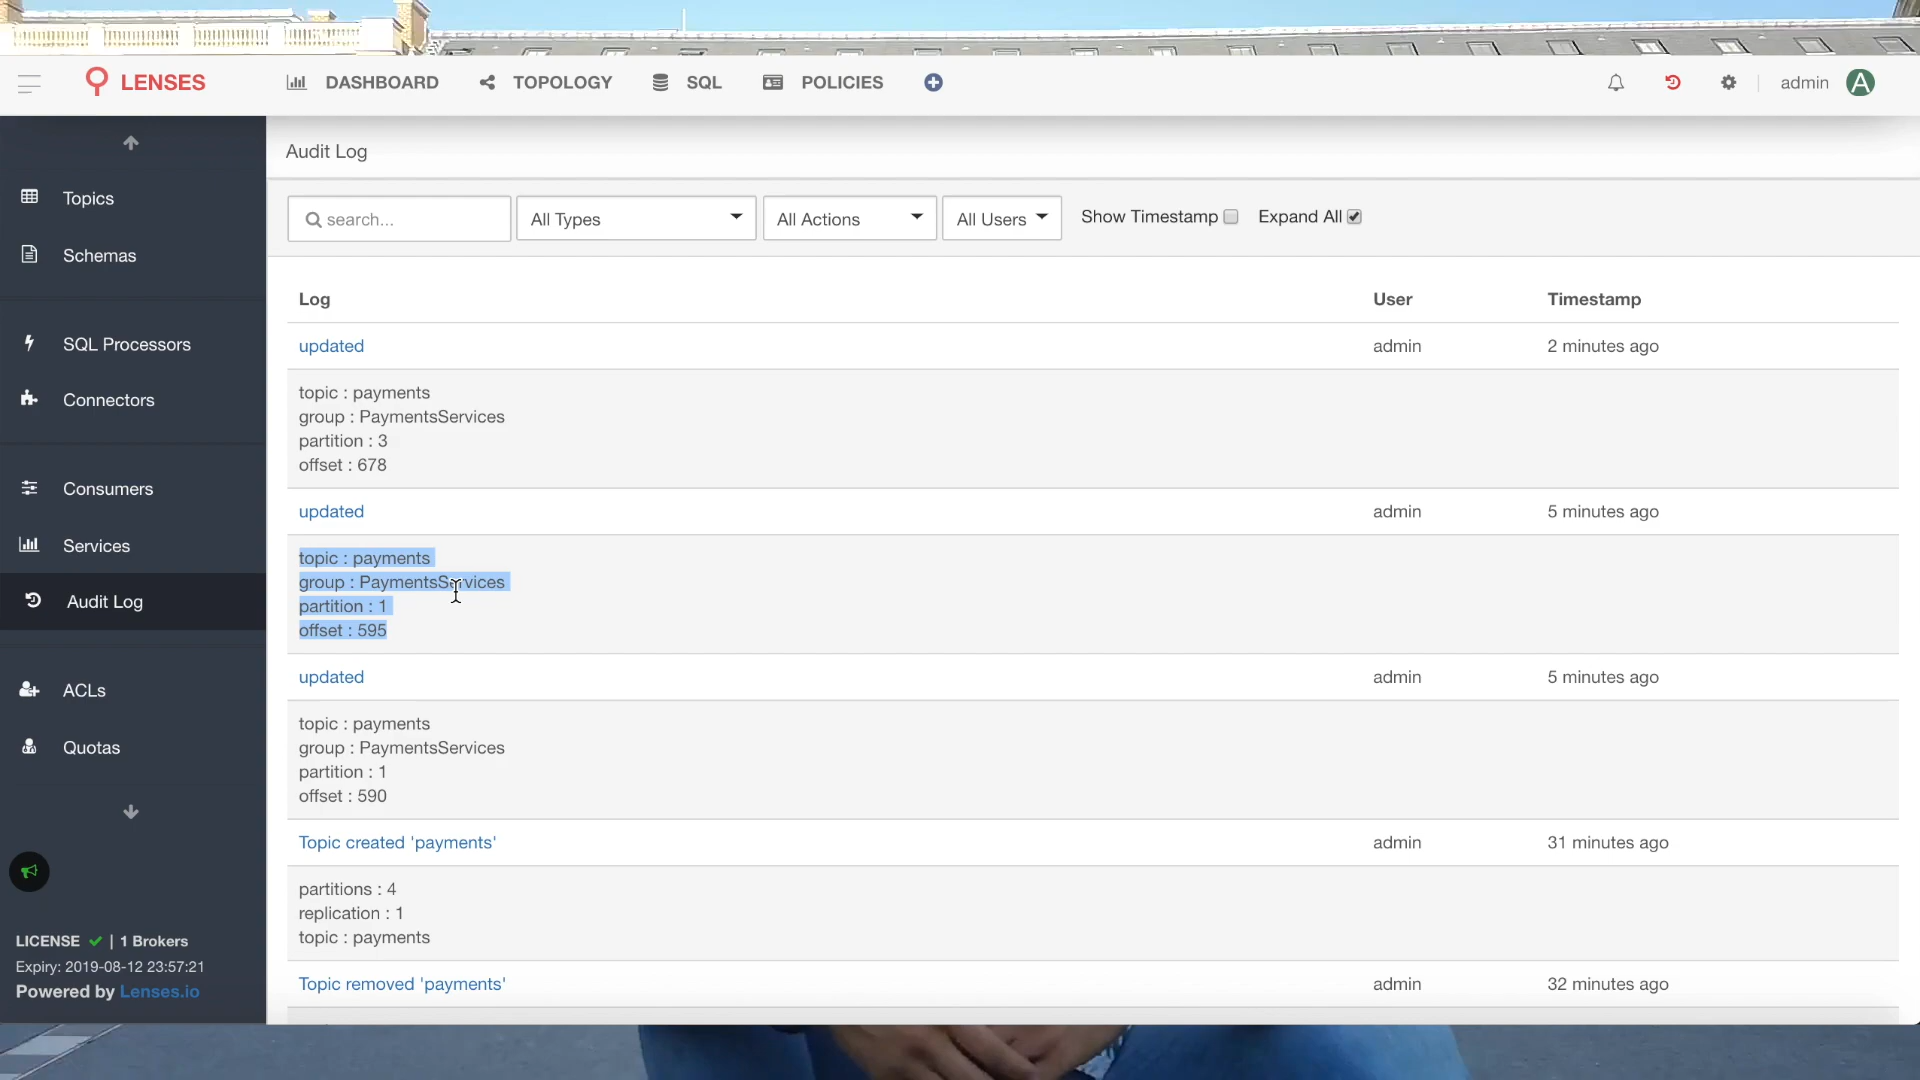 LENSES
DASHBOARD
TOPOLOGY
SQL
POLICIES
admin
A
Audit Log
Topics
Schemas
SQL Processors
Connectors
Consumers
Services
Audit Log
ACLs
Quotas
LICENSE | 1 Brokers
Expiry: 2019-08-12 23:57:21
Powered by Lenses.io
search...
All Types
All Actions
All Users
Show Timestamp
Expand All
Log User Timestamp
updated admin 2 minutes ago
topic : payments
group : PaymentsServices
partition : 3
offset : 678
updated admin 5 minutes ago
topic : payments
group : PaymentsServices
partition : 1
offset : 595
updated admin 5 minutes ago
topic : payments
group : PaymentsServices
partition : 1
offset : 590
Topic created 'payments' admin 31 minutes ago
partitions : 4
replication : 1
topic : payments
Topic removed 'payments' admin 32 minutes ago